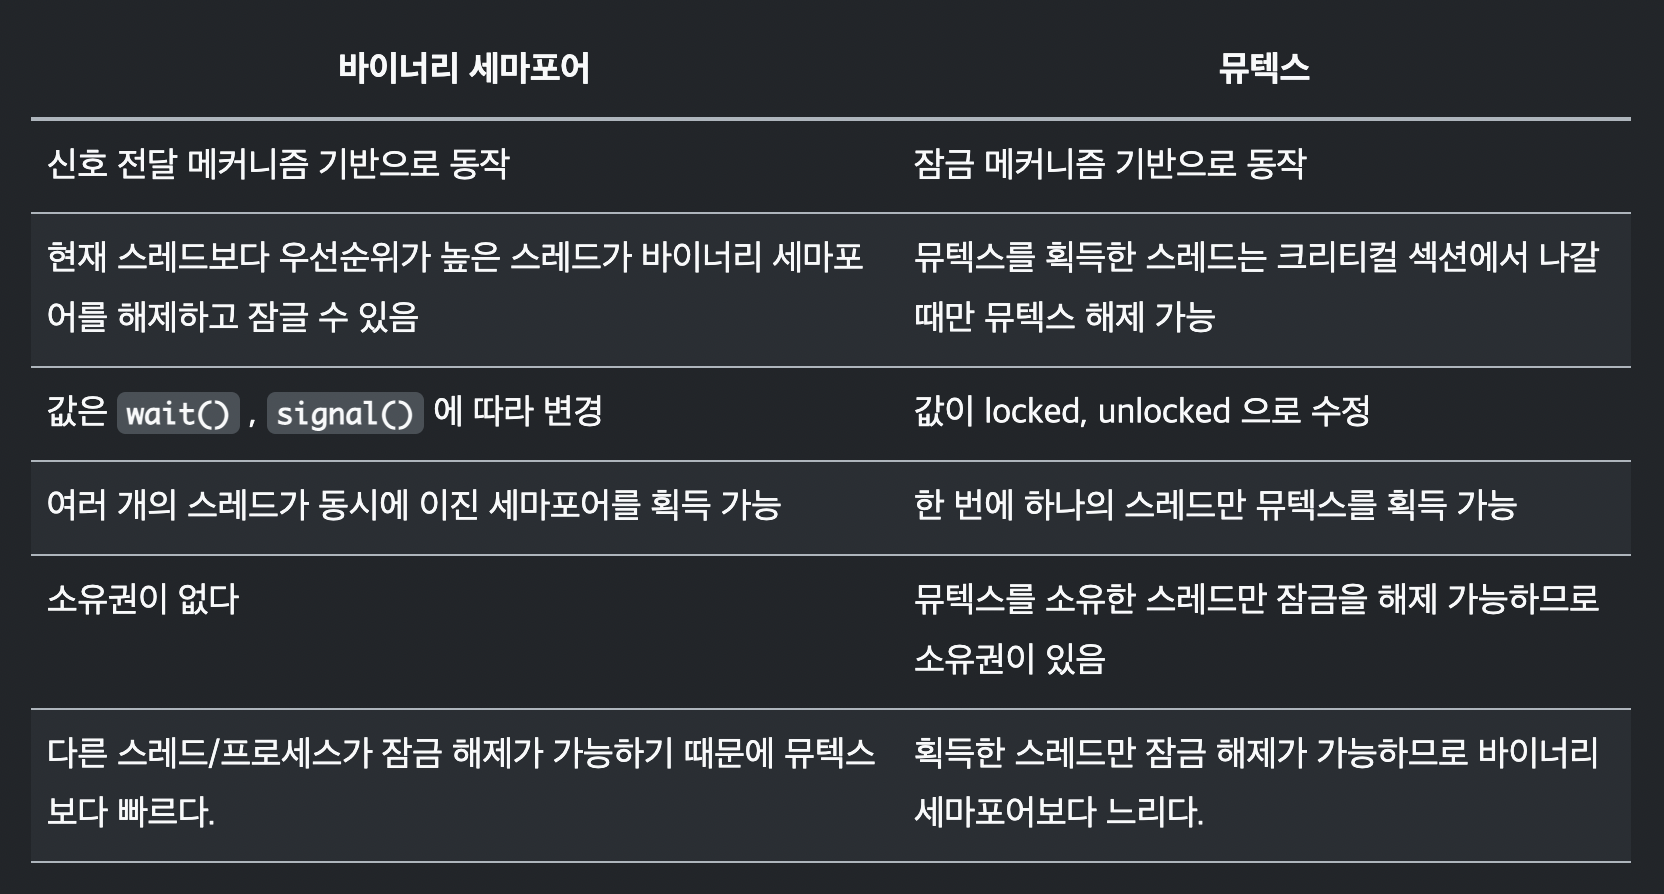 바이너리 세마포어
뮤텍스
신호 전달 메커니즘 기반으로 동작
잠금 메커니즘 기반으로 동작
현재 스레드보다 우선순위가 높은 스레드가 바이너리 세마포
어를 해제하고 잠글 수 있음
뮤텍스를 획득한 스레드는 크리티컬 섹션에서 나갈
때만 뮤텍스 해제 가능
값은 wait() , signal() 에 따라 변경
값이 locked, unlocked 으로 수정
여러 개의 스레드가 동시에 이진 세마포어를 획득 가능
한 번에 하나의 스레드만 뮤텍스를 획득 가능
소유권이 없다
뮤텍스를 소유한 스레드만 잠금을 해제 가능하므로
소유권이 있음
다른 스레드/프로세스가 잠금 해제가 가능하기 때문에 뮤텍스
보다 빠르다.
획득한 스레드만 잠금 해제가 가능하므로 바이너리
세마포어보다 느리다.